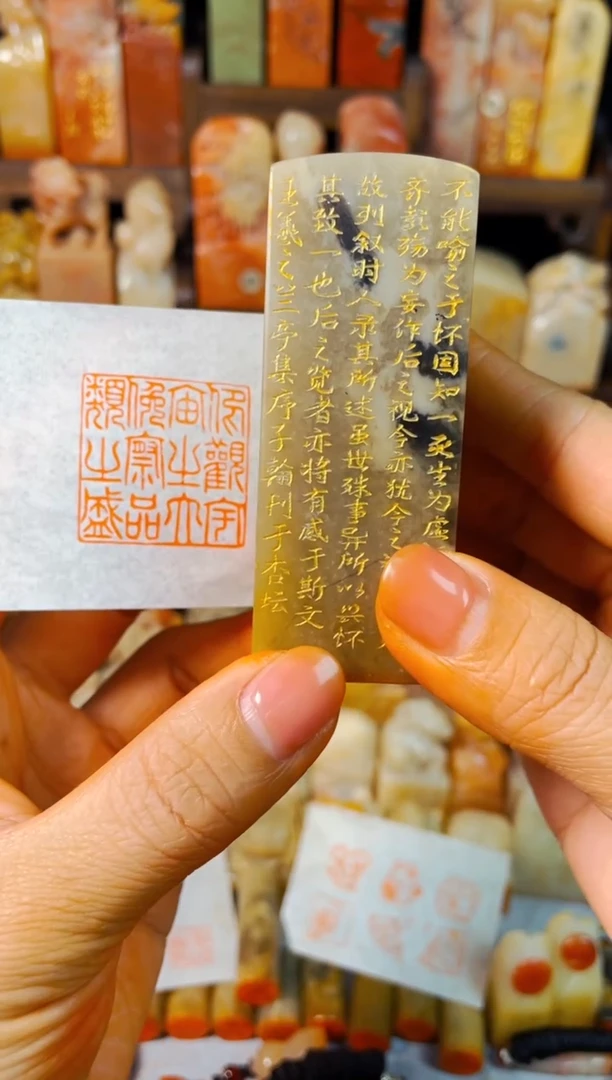 不能喻之于怀固知一死生为虚
齐彭殇为妄作后之视今亦犹今之
故列叙时人录其所述虽世殊事异所以兴怀
其致一也后之览者亦将有感于斯文
羲之兰亭集序子翰刊于杏坛
仰觀宇
宙之大
俛察品
類之盛